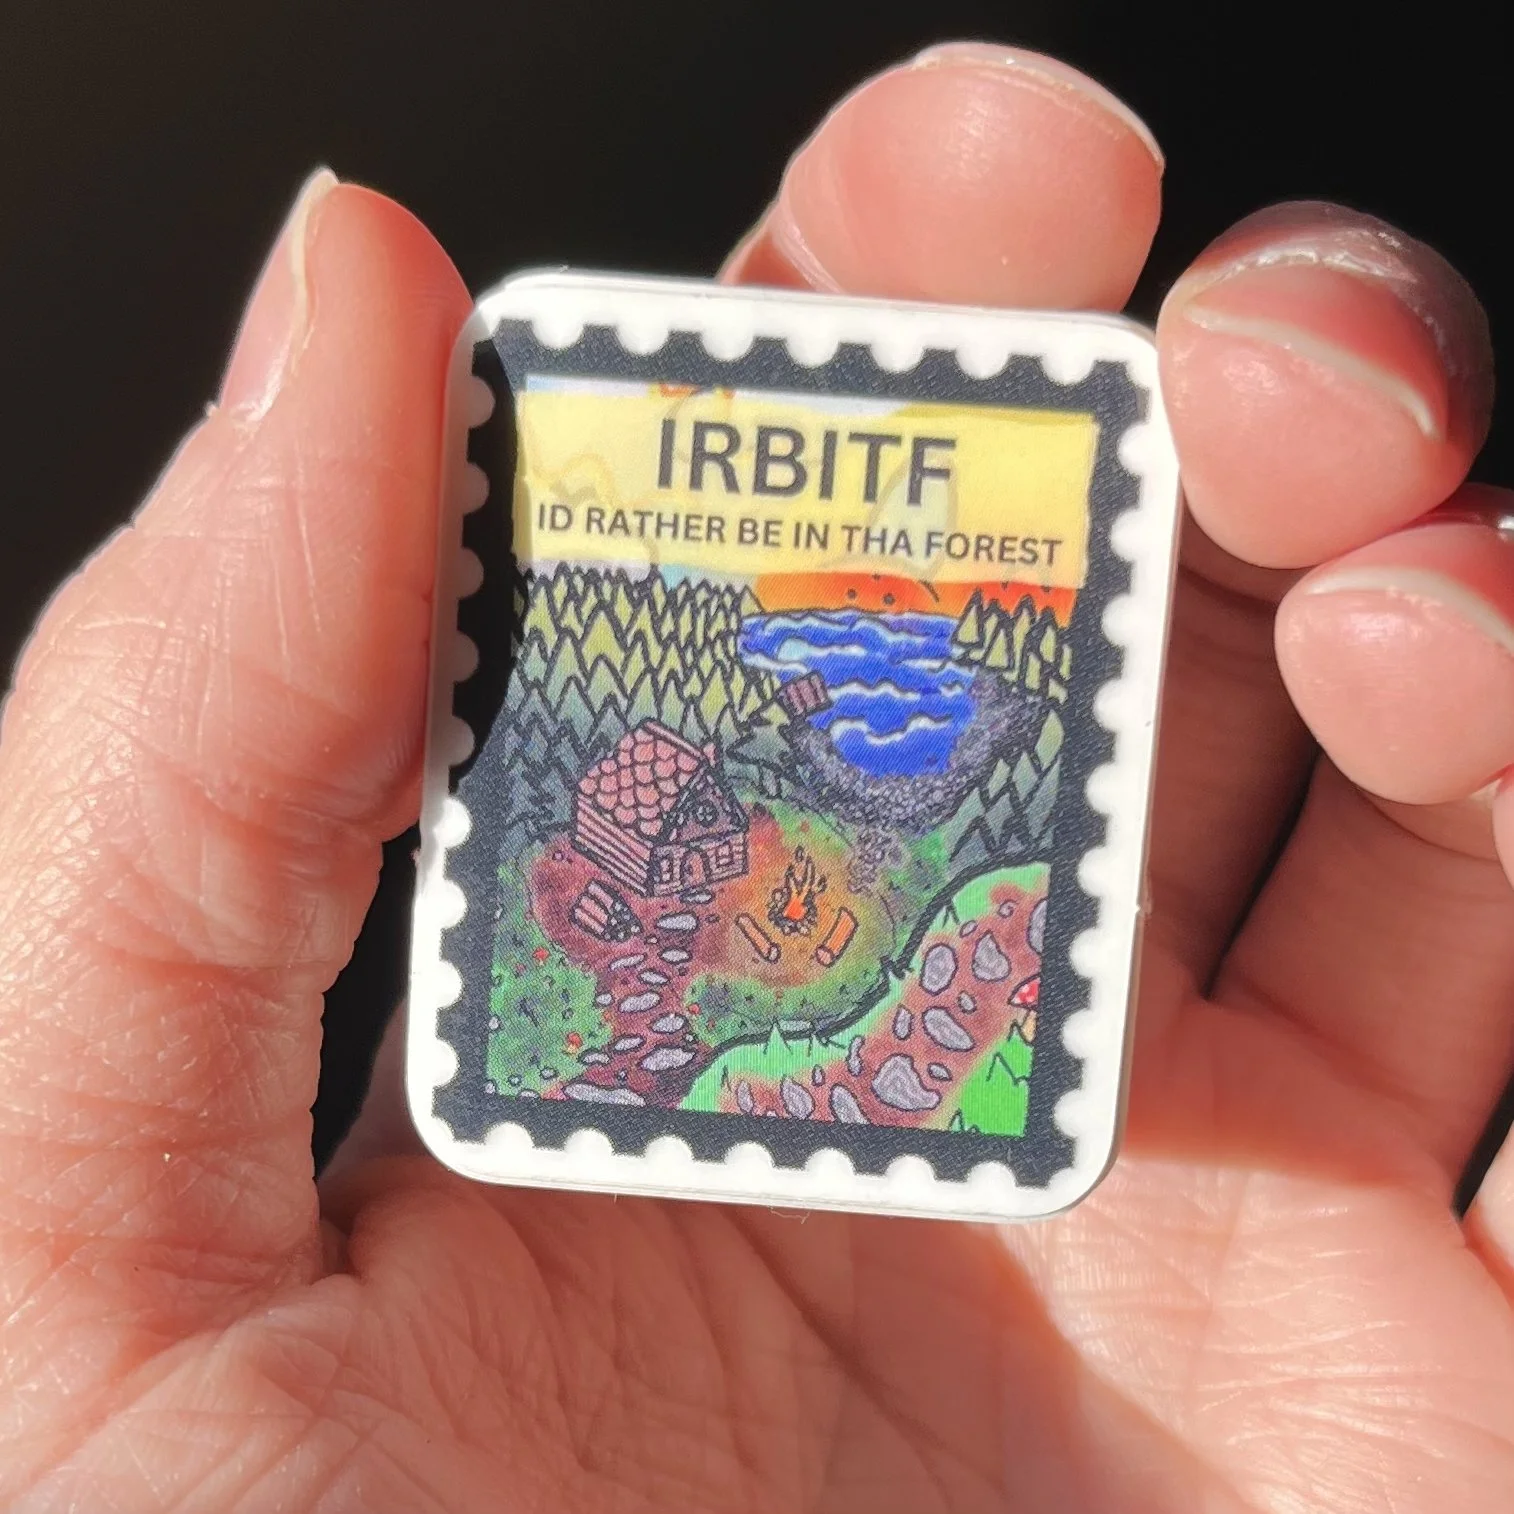 IRBITF
ID RATHER BE IN THA FOREST